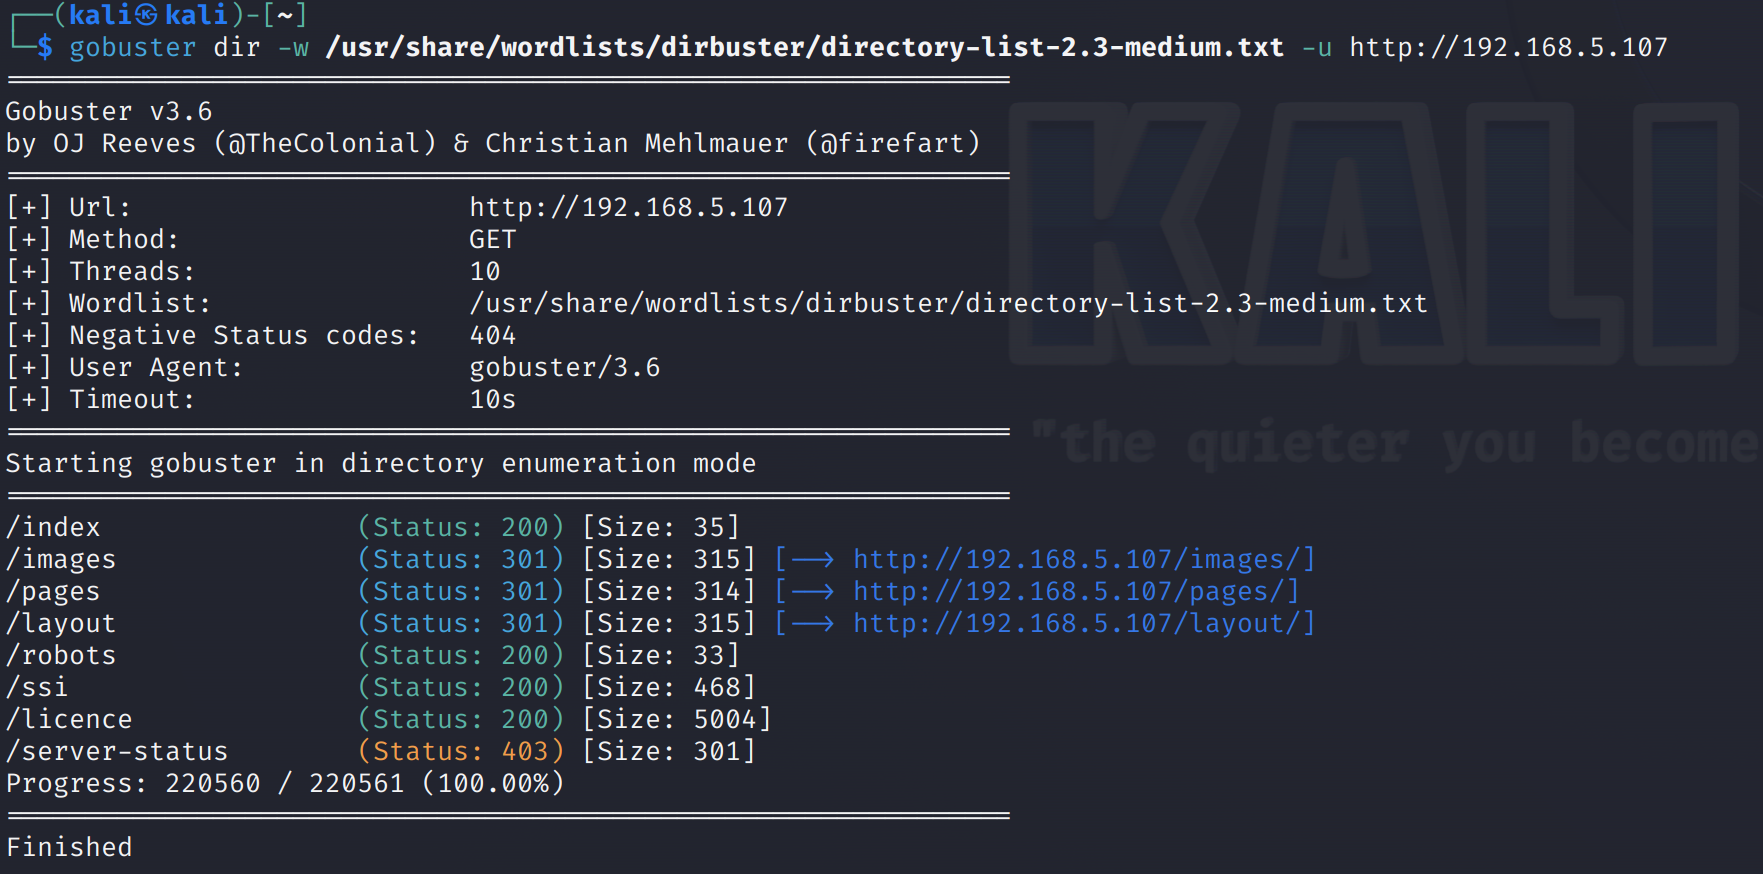 ┌──(kali㉿kali)-[~]
└─$ gobuster dir -w /usr/share/wordlists/dirbuster/directory-list-2.3-medium.txt -u http://192.168.5.107
===============================================================
Gobuster v3.6
by OJ Reeves (@TheColonial) & Christian Mehlmauer (@firefart)
===============================================================
[+] Url:                     http://192.168.5.107
[+] Method:                  GET
[+] Threads:                 10
[+] Wordlist:                /usr/share/wordlists/dirbuster/directory-list-2.3-medium.txt
[+] Negative Status codes:   404
[+] User Agent:              gobuster/3.6
[+] Timeout:                 10s
===============================================================
Starting gobuster in directory enumeration mode
===============================================================
/index                (Status: 200) [Size: 35]
/images               (Status: 301) [Size: 315] [--> http://192.168.5.107/images/]
/pages                (Status: 301) [Size: 314] [--> http://192.168.5.107/pages/]
/layout               (Status: 301) [Size: 315] [--> http://192.168.5.107/layout/]
/robots               (Status: 200) [Size: 33]
/ssi                  (Status: 200) [Size: 468]
/licence              (Status: 200) [Size: 5004]
/server-status        (Status: 403) [Size: 301]
Progress: 220560 / 220561 (100.00%)
===============================================================
Finished
KALI
"the quieter you become